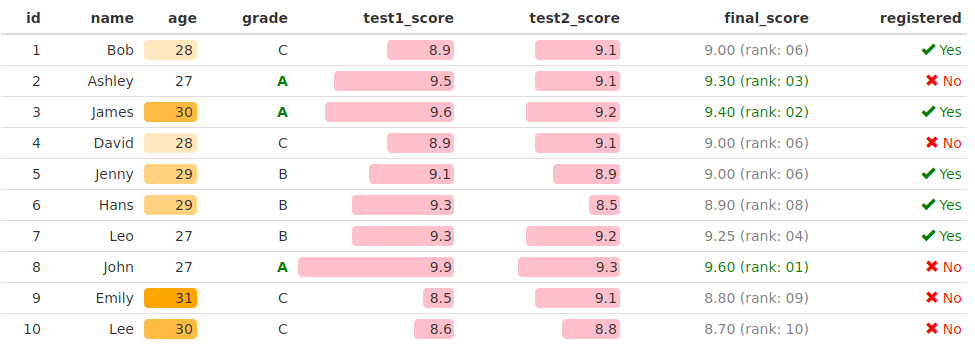 id name age grade test1_score test2_score final_score registered
1 Bob 28 C 8.9 9.1 9.00 (rank: 06) ✔ Yes
2 Ashley 27 A 9.5 9.1 9.30 (rank: 03) ✖ No
3 James 30 A 9.6 9.2 9.40 (rank: 02) ✔ Yes
4 David 28 C 8.9 9.1 9.00 (rank: 06) ✖ No
5 Jenny 29 B 9.1 8.9 9.00 (rank: 06) ✔ Yes
6 Hans 29 B 9.3 8.5 8.90 (rank: 08) ✔ Yes
7 Leo 27 B 9.3 9.2 9.25 (rank: 04) ✔ Yes
8 John 27 A 9.9 9.3 9.60 (rank: 01) ✖ No
9 Emily 31 C 8.5 9.1 8.80 (rank: 09) ✖ No
10 Lee 30 C 8.6 8.8 8.70 (rank: 10) ✖ No